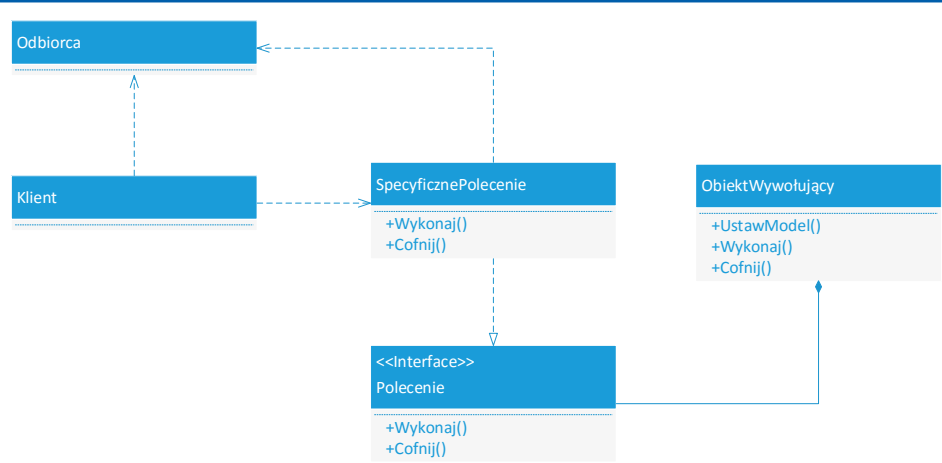 Odbiorca
Klient
SpecyficznePolecenie
+Wykonaj()
+Cofnij()
ObiektWywołujący
+UstawModel()
+Wykonaj()
+Cofnij()
<<Interface>>
Polecenie
+Wykonaj()
+Cofnij()